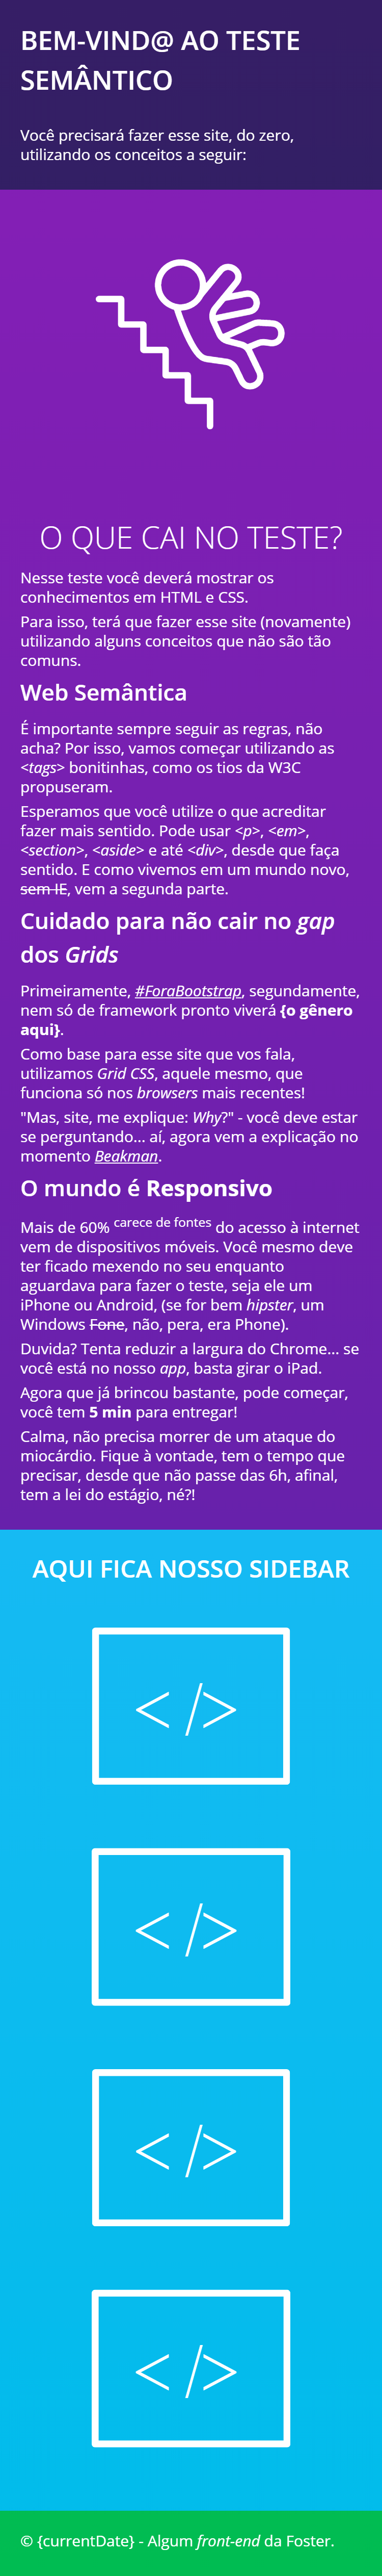 BEM-VIND@ AO TESTE
SEMÂNTICO
Você precisará fazer esse site, do zero,
utilizando os conceitos a seguir:
O QUE CAI NO TESTE?
Nesse teste você deverá mostrar os
conhecimentos em HTML e CSS.
Para isso, terá que fazer esse site (novamente)
utilizando alguns conceitos que não são tão
comuns.
Web Semântica
É importante sempre seguir as regras, não
acha? Por isso, vamos começar utilizando as
<tags> bonitinhas, como os tios da W3C
propuseram.
Esperamos que você utilize o que acreditar
fazer mais sentido. Pode usar <p>, <em>,
<section>, <aside> e até <div>, desde que faça
sentido. E como vivemos em um mundo novo,
sem IE, vem a segunda parte.
Cuidado para não cair no gap
dos Grids
Primeiramente, #ForaBootstrap, segundamente,
nem só de framework pronto viverá {o gênero
aqui}.
Como base para esse site que vos fala,
utilizamos Grid CSS, aquele mesmo, que
funciona só nos browsers mais recentes!
"Mas, site, me explique: Why?" - você deve estar
se perguntando... aí, agora vem a explicação no
momento Beakman.
O mundo é Responsivo
Mais de 60% carece de fontes do acesso à internet
vem de dispositivos móveis. Você mesmo deve
ter ficado mexendo no seu enquanto
aguardava para fazer o teste, seja ele um
iPhone ou Android, (se for bem hipster, um
Windows Fone, não, pera, era Phone).
Duvida? Tenta reduzir a largura do Chrome... se
você está no nosso app, basta girar o iPad.
Agora que já brincou bastante, pode começar,
você tem 5 min para entregar!
Calma, não precisa morrer de um ataque do
miocárdio. Fique à vontade, tem o tempo que
precisar, desde que não passe das 6h, afinal,
tem a lei do estágio, né?!
AQUI FICA NOSSO SIDEBAR
</>
</>
</>
</>
© {currentDate} - Algum front-end da Foster.